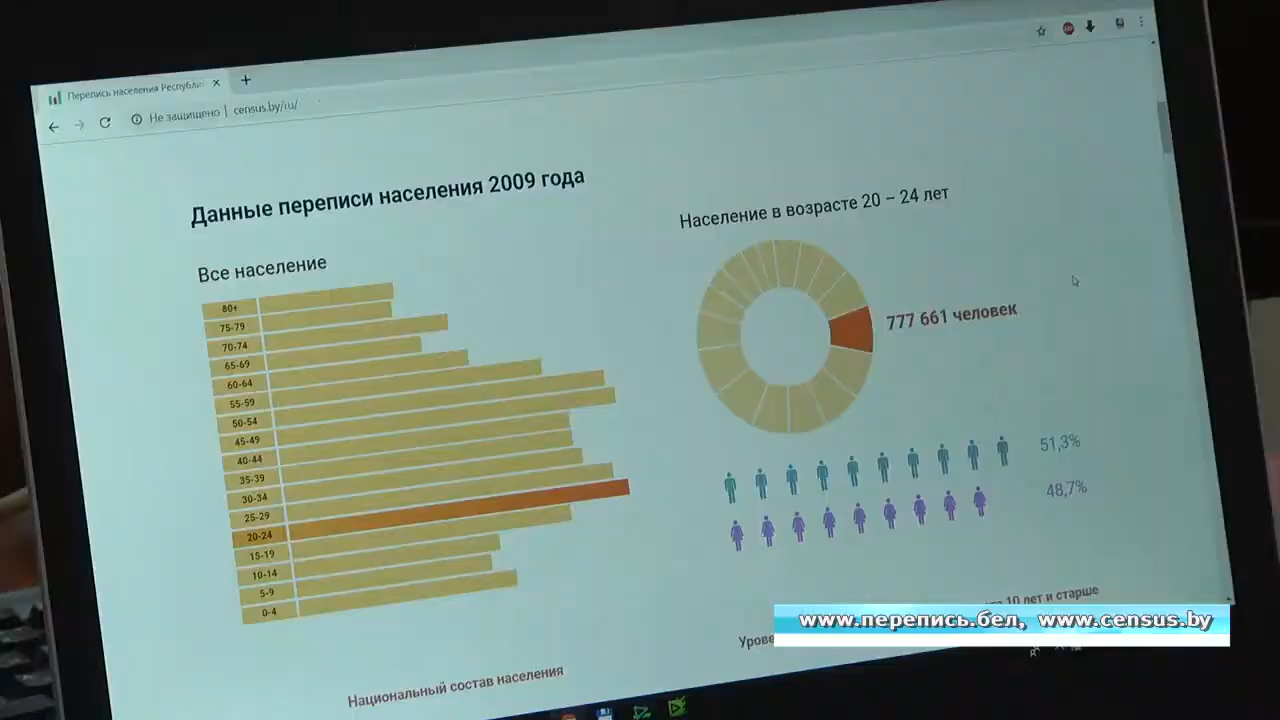 Перепись населения Республи
Не защищено | census.by/ru/
Данные переписи населения 2009 года
Все население
80+
75-79
70-74
65-69
60-64
55-59
50-54
45-49
40-44
35-39
30-34
25-29
20-24
15-19
10-14
5-9
0-4
Население в возрасте 20 – 24 лет
777 661 человек
51,3%
48,7%
Национальный состав населения
10 лет и старше
www.перепись.бел, www.census.by